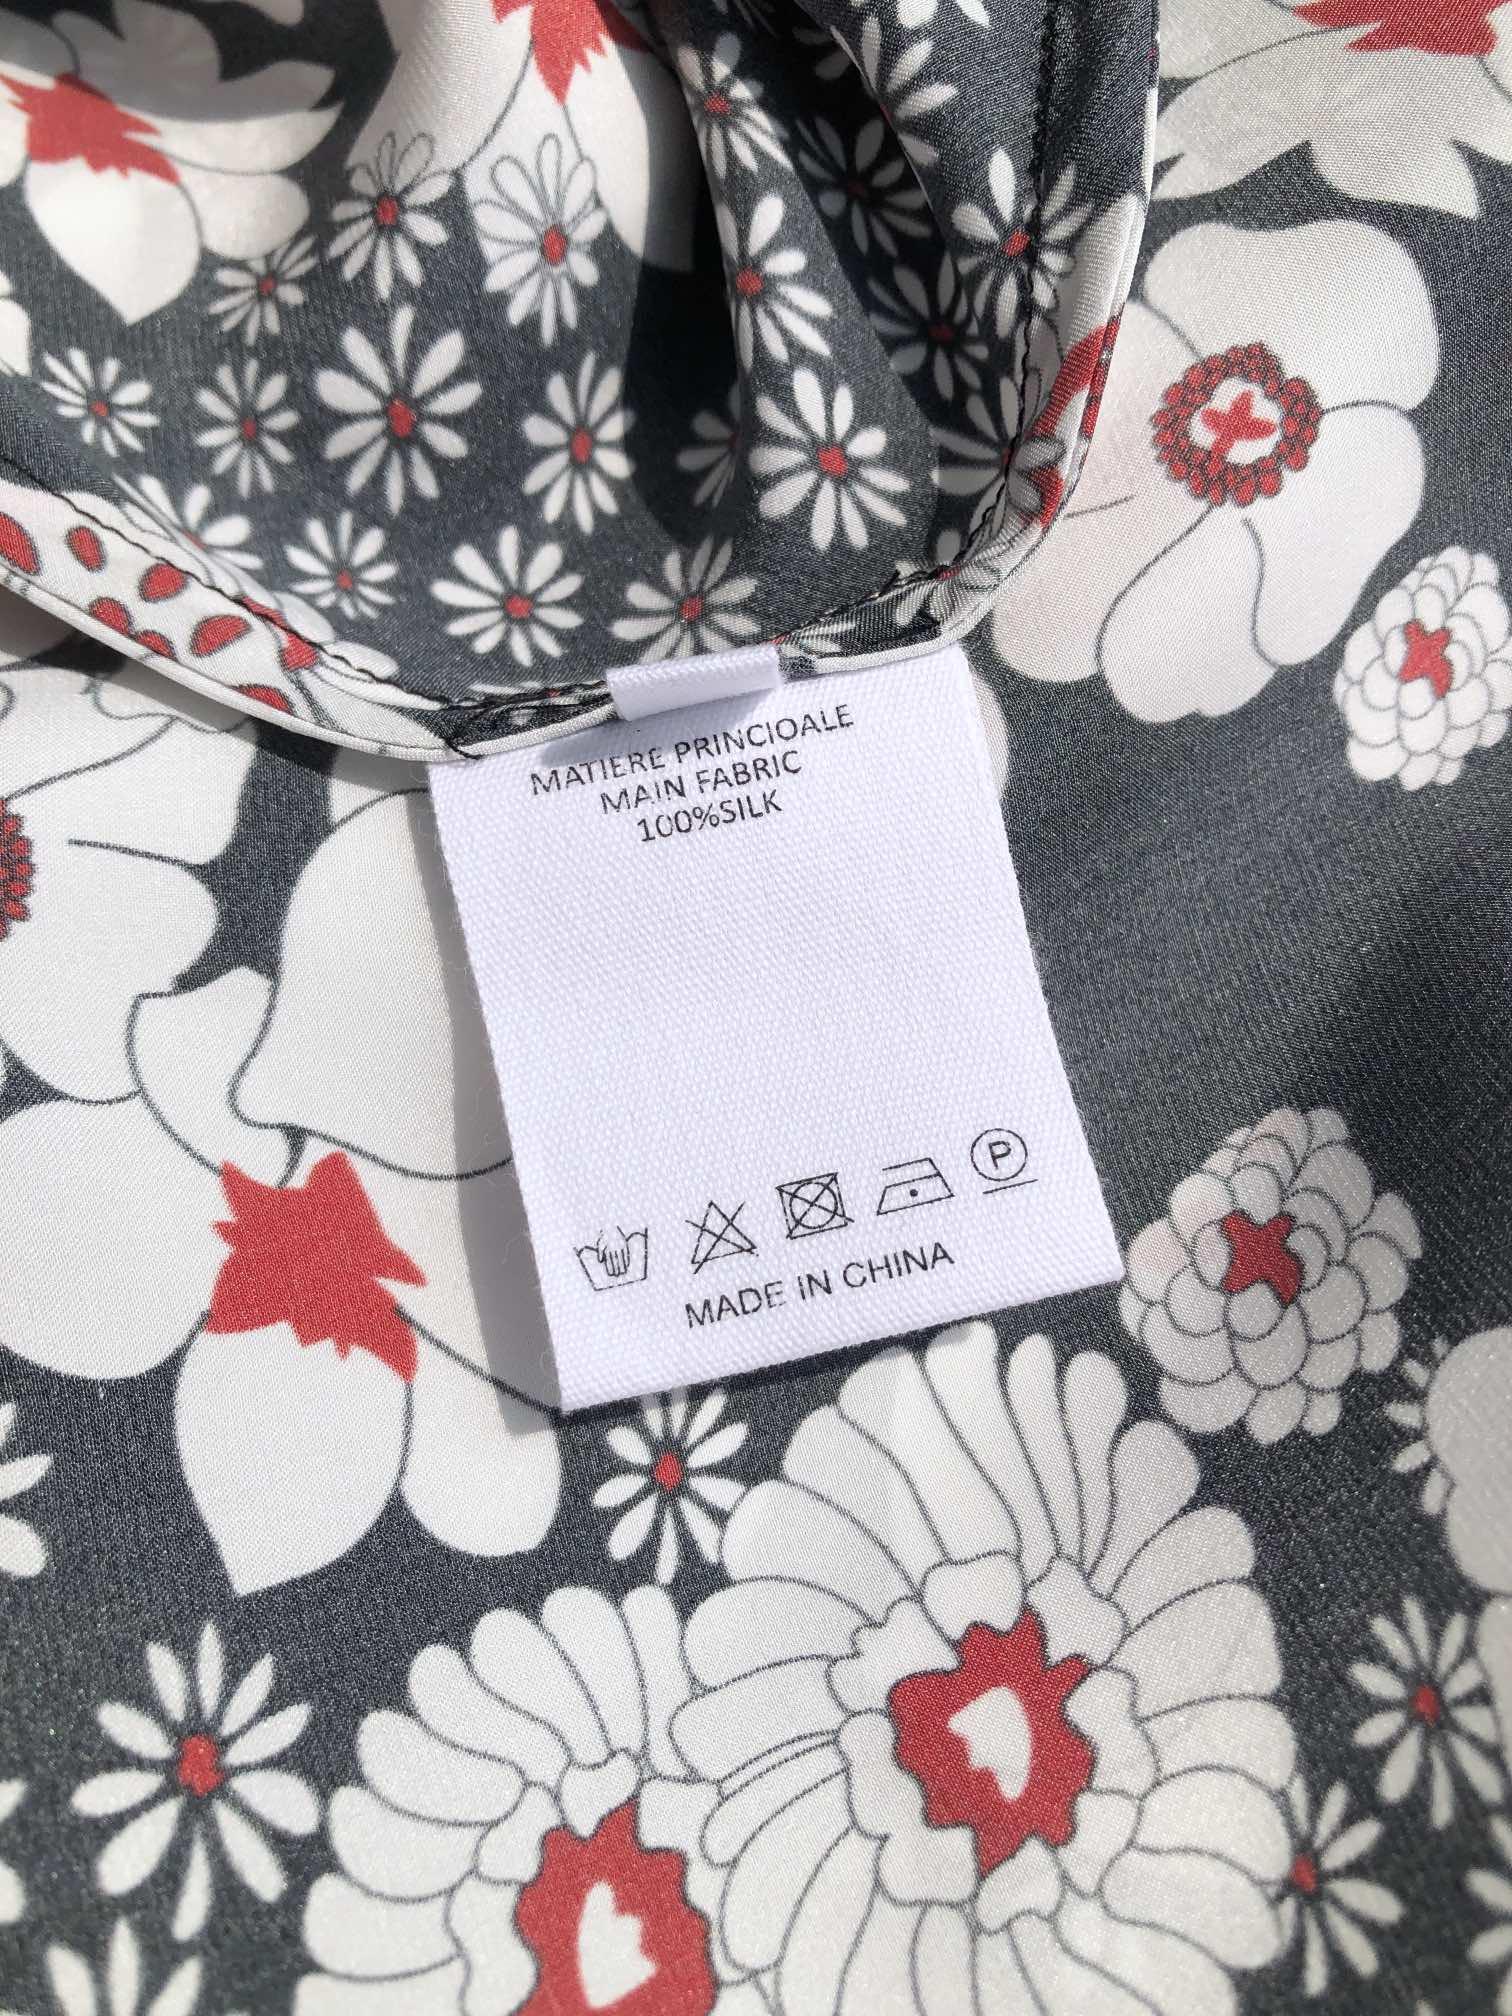 MATIERE PRINCIOALE
MAIN FABRIC
100%SILK
P
MADE IN CHINA